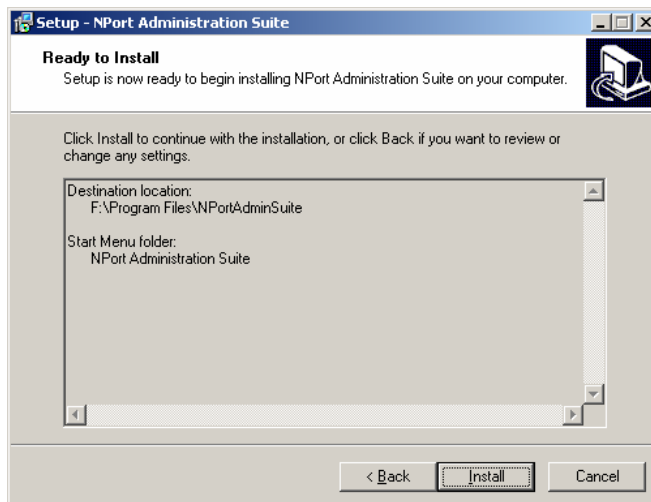 Setup - NPort Administration Suite
Ready to Install
Setup is now ready to begin installing NPort Administration Suite on your computer.
Click Install to continue with the installation, or click Back if you want to review or
change any settings.
Destination location:
F:\Program Files\NPortAdminSuite
Start Menu folder:
NPort Administration Suite
< Back
Install
Cancel